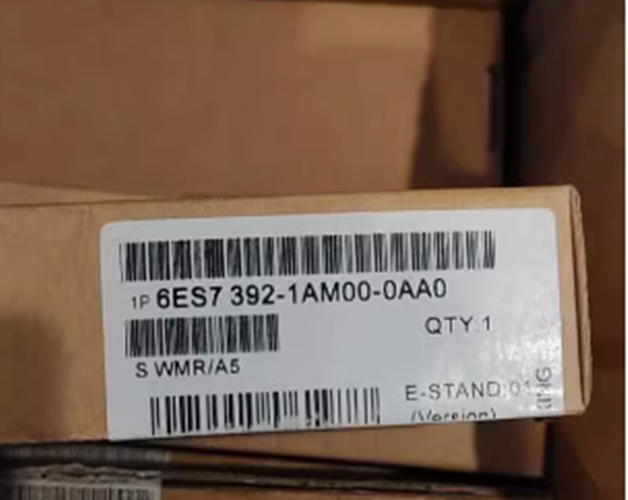 1P 6ES7 392-1AM00-0AA0
QTY:1
S WMR/A5
E-STAND:01
(Version)